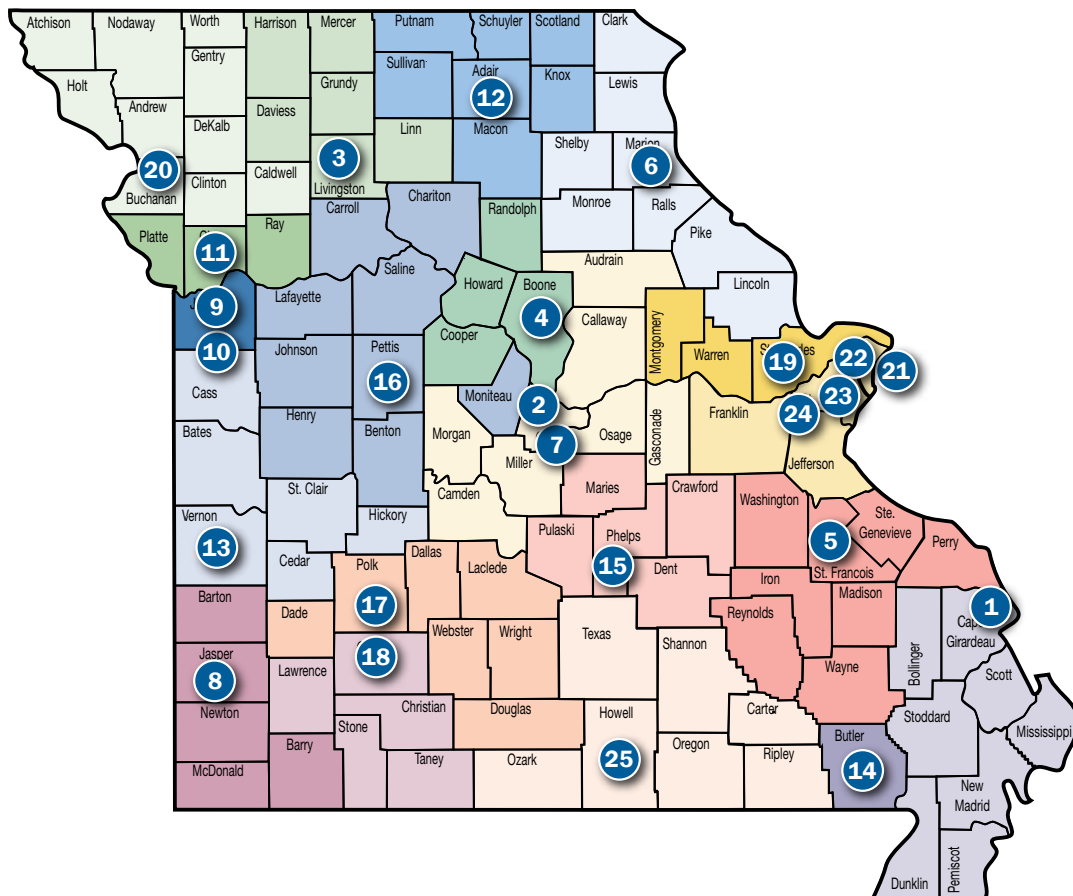 Atchison
Nodaway
Worth
Harrison
Mercer
Putnam
Schuyler
Scotland
Clark
Gentry
Sullivan
Adair
Knox
Holt
Grundy
Lewis
12
Andrew
Daviess
DeKalb
Linn
Macon
Shelby
Marion
20
3
6
Caldwell
Clinton
Livingston
Buchanan
Carroll
Chariton
Randolph
Monroe
Ralls
Platte
Ray
Pike
11
Saline
Audrain
Howard
Boone
Lincoln
9
Lafayette
4
Callaway
Montgomery
Cooper
Johnson
Pettis
Warren
10
19
22
21
Cass
16
Moniteau
2
23
24
Henry
Franklin
Bates
Benton
Morgan
7
Osage
Gasconade
Miller
Jefferson
St. Clair
Camden
Maries
Crawford
Washington
Vernon
Hickory
Ste.
Genevieve
13
Pulaski
Phelps
5
Perry
Cedar
Polk
Dallas
Laclede
15
Dent
St. Francois
Iron
Barton
Madison
Dade
17
Reynolds
1
Webster
Wright
Texas
Girardeau
Jasper
18
Shannon
Bollinger
Lawrence
Wayne
8
Scott
Newton
Christian
Douglas
Howell
Carter
Stoddard
Stone
Mississippi
Barry
Taney
Ozark
Oregon
Ripley
Butler
McDonald
25
14
New
Madrid
Dunklin
Pemiscot